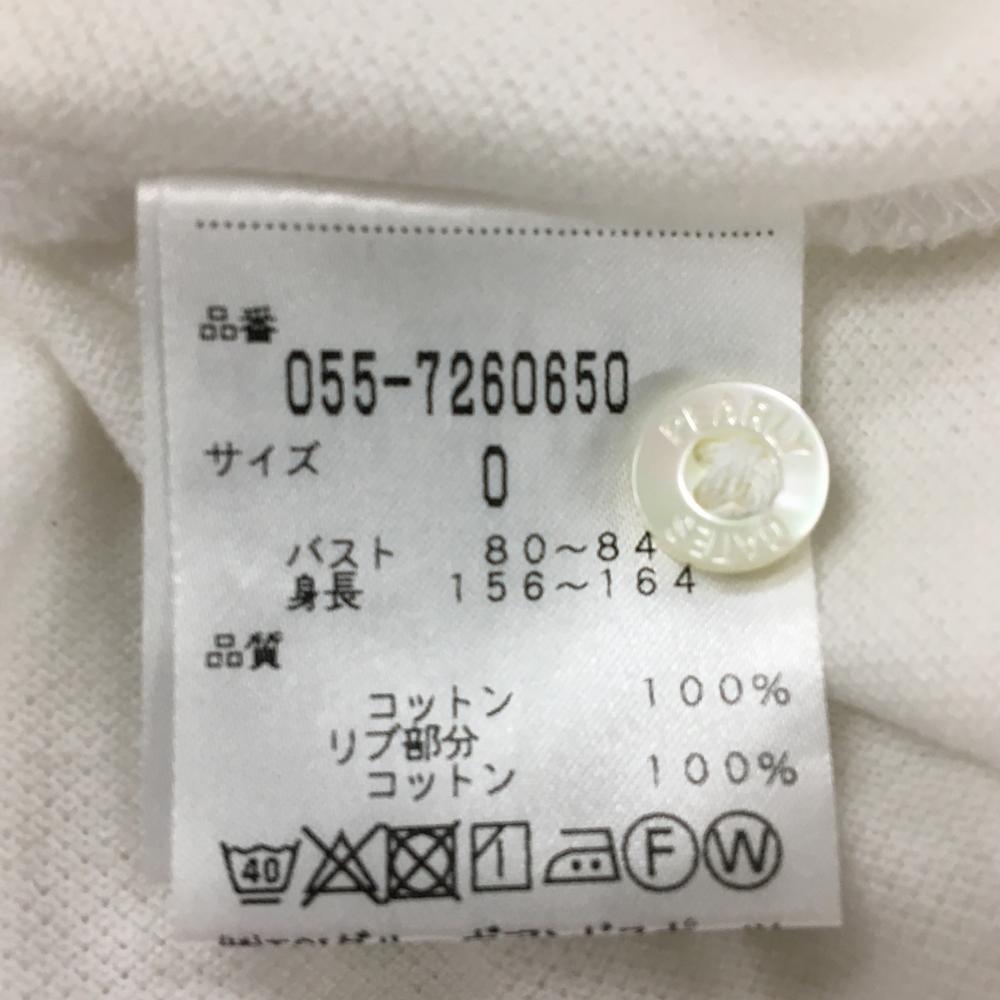 品番
055-7260650
サイズ 0
バスト 80～84
身長 156～164
品質
コットン 100%
リブ部分
コットン 100%
40 F W
PEARLY
GATES